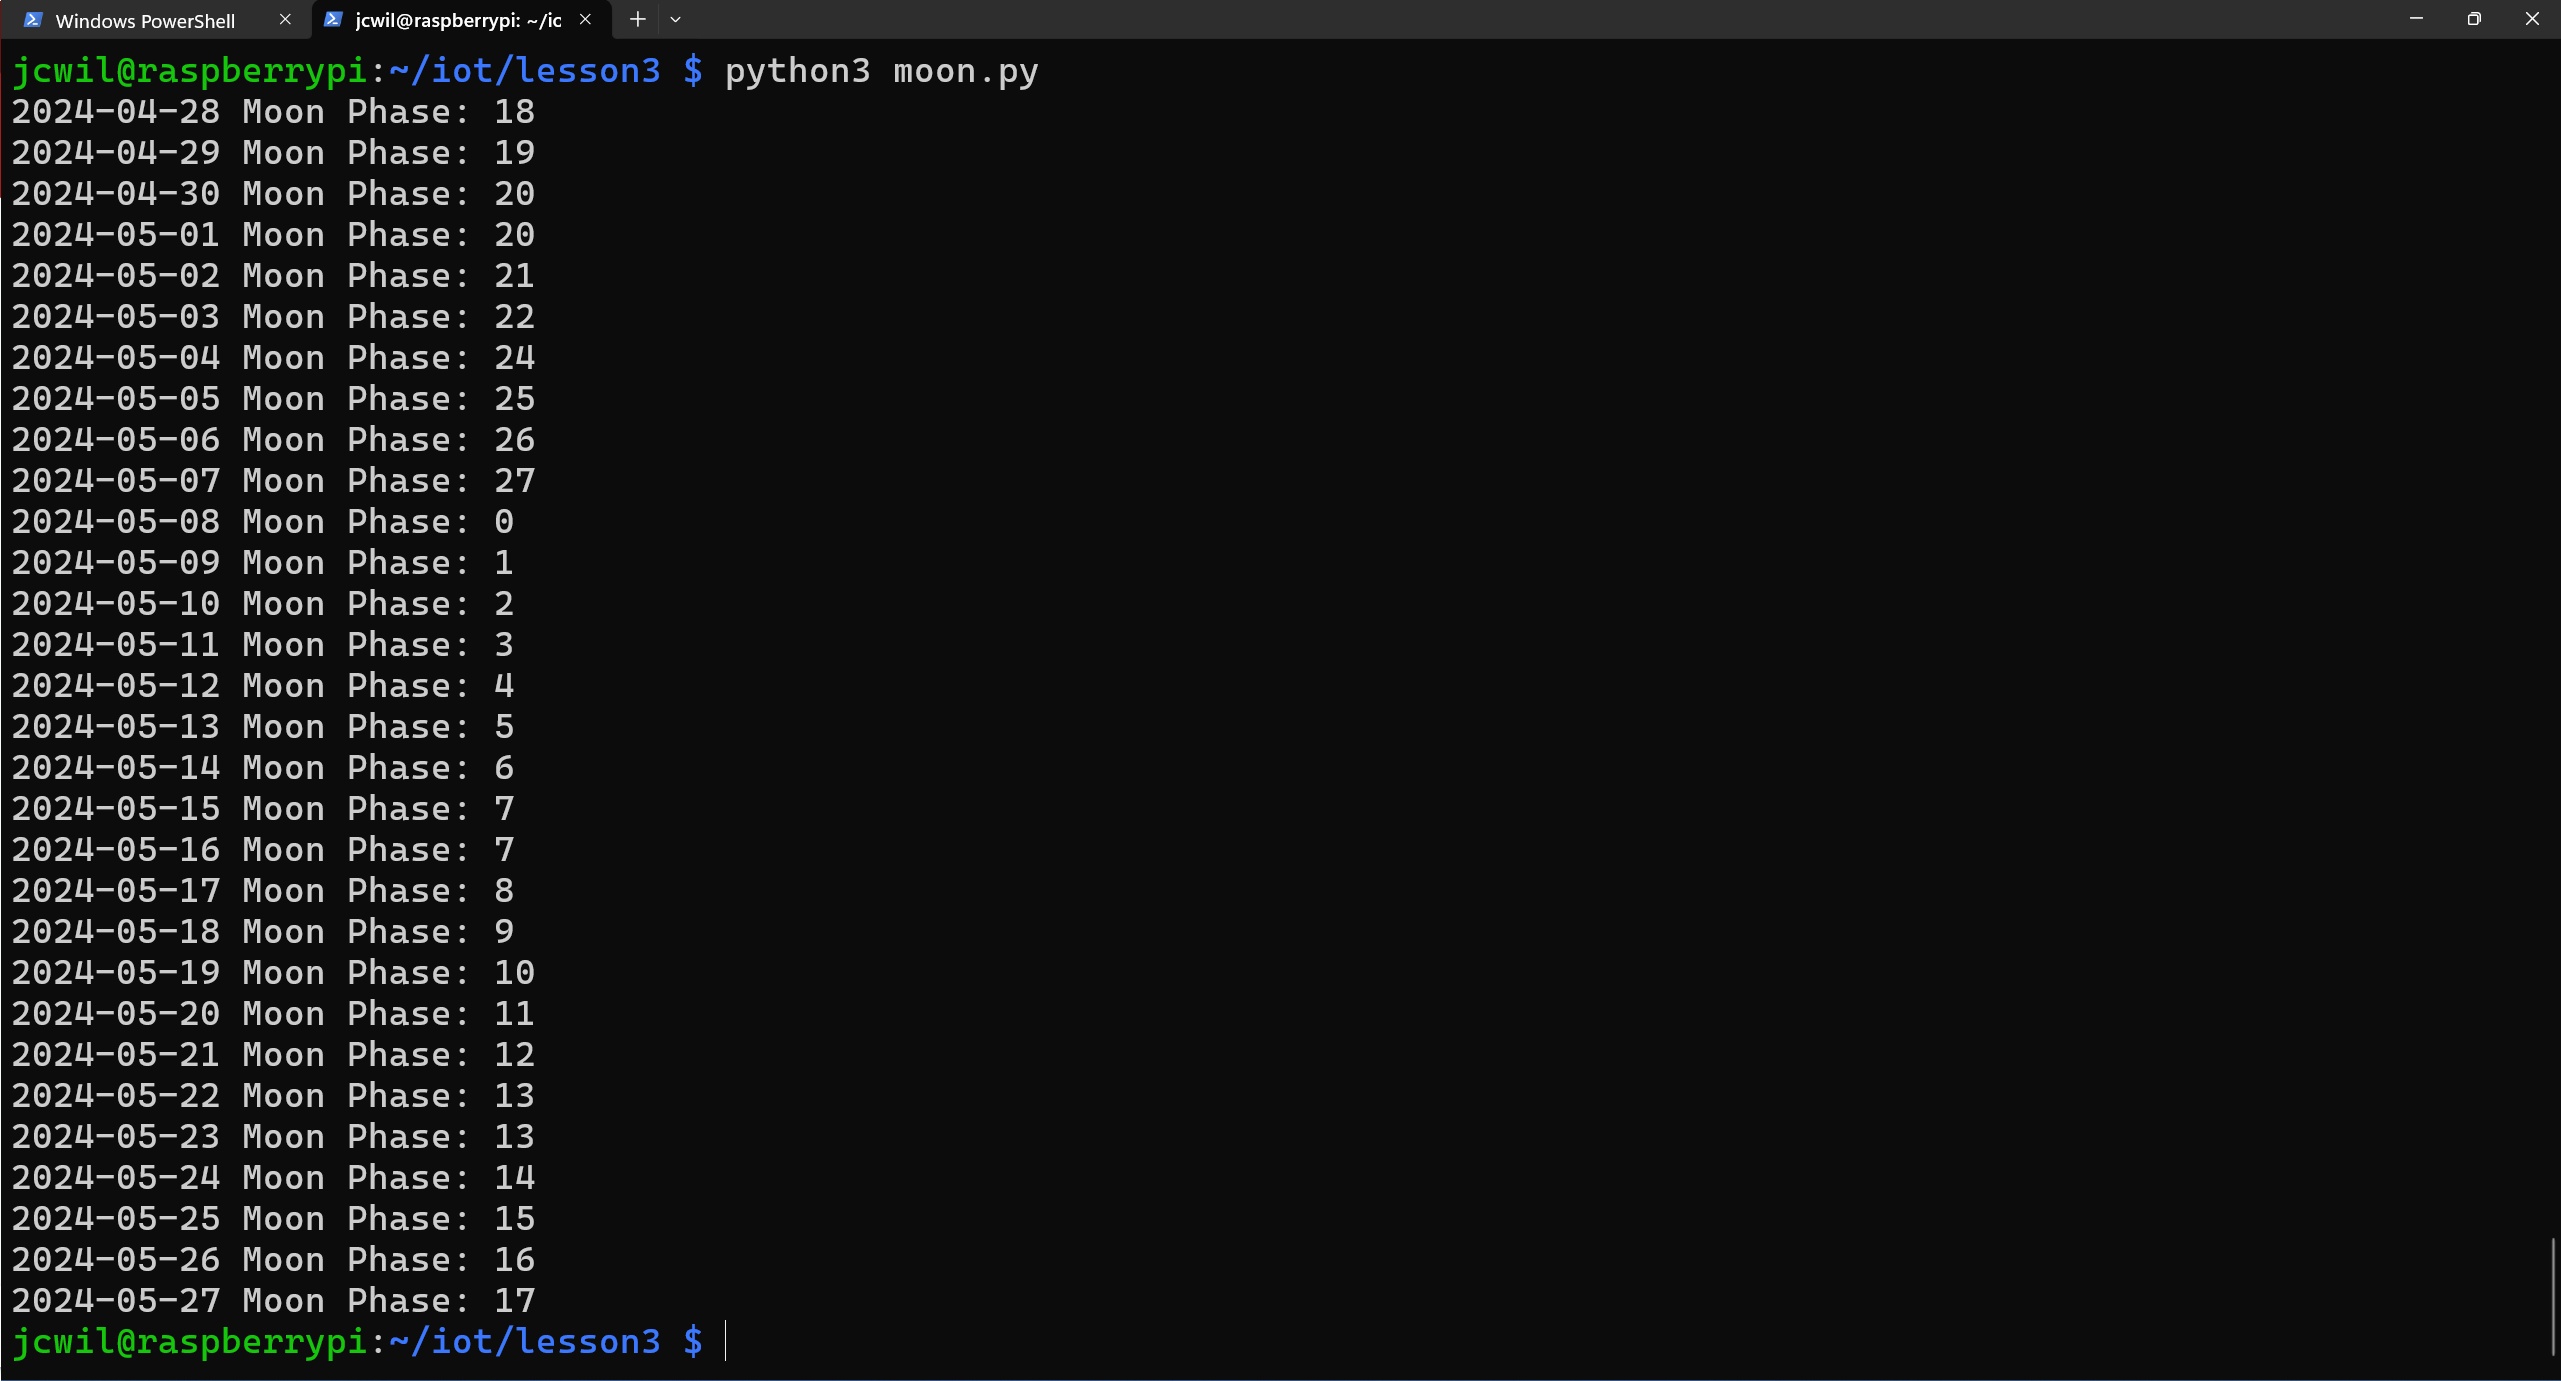 Windows PowerShell
jcwil@raspberrypi: ~/ic
jcwil@raspberrypi:~/iot/lesson3 $ python3 moon.py
2024-04-28 Moon Phase: 18
2024-04-29 Moon Phase: 19
2024-04-30 Moon Phase: 20
2024-05-01 Moon Phase: 20
2024-05-02 Moon Phase: 21
2024-05-03 Moon Phase: 22
2024-05-04 Moon Phase: 24
2024-05-05 Moon Phase: 25
2024-05-06 Moon Phase: 26
2024-05-07 Moon Phase: 27
2024-05-08 Moon Phase: 0
2024-05-09 Moon Phase: 1
2024-05-10 Moon Phase: 2
2024-05-11 Moon Phase: 3
2024-05-12 Moon Phase: 4
2024-05-13 Moon Phase: 5
2024-05-14 Moon Phase: 6
2024-05-15 Moon Phase: 7
2024-05-16 Moon Phase: 7
2024-05-17 Moon Phase: 8
2024-05-18 Moon Phase: 9
2024-05-19 Moon Phase: 10
2024-05-20 Moon Phase: 11
2024-05-21 Moon Phase: 12
2024-05-22 Moon Phase: 13
2024-05-23 Moon Phase: 13
2024-05-24 Moon Phase: 14
2024-05-25 Moon Phase: 15
2024-05-26 Moon Phase: 16
2024-05-27 Moon Phase: 17
jcwil@raspberrypi:~/iot/lesson3 $